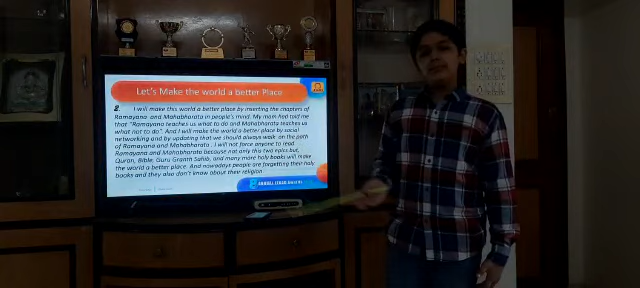 Let's Make the world a better Place
2. I will make this world a better place by inserting the chapters of
Ramayana and Mahabharata in people's mind. My mom had told me
that "Ramayana teaches us what to do and Mahabharata teaches us
what not to do". And I will make the world a better place by social
networking and by updating that we should always walk on the path
of Ramayana and Mahabharata. I will not force anyone to read
Ramayana and Mahabharata because not only this two epics but,
Quran, Bible, Guru Granth Sahib, and many more holy books will make
the world a better place. And nowadays people are forgetting their holy
books and they also don't know about their religion.